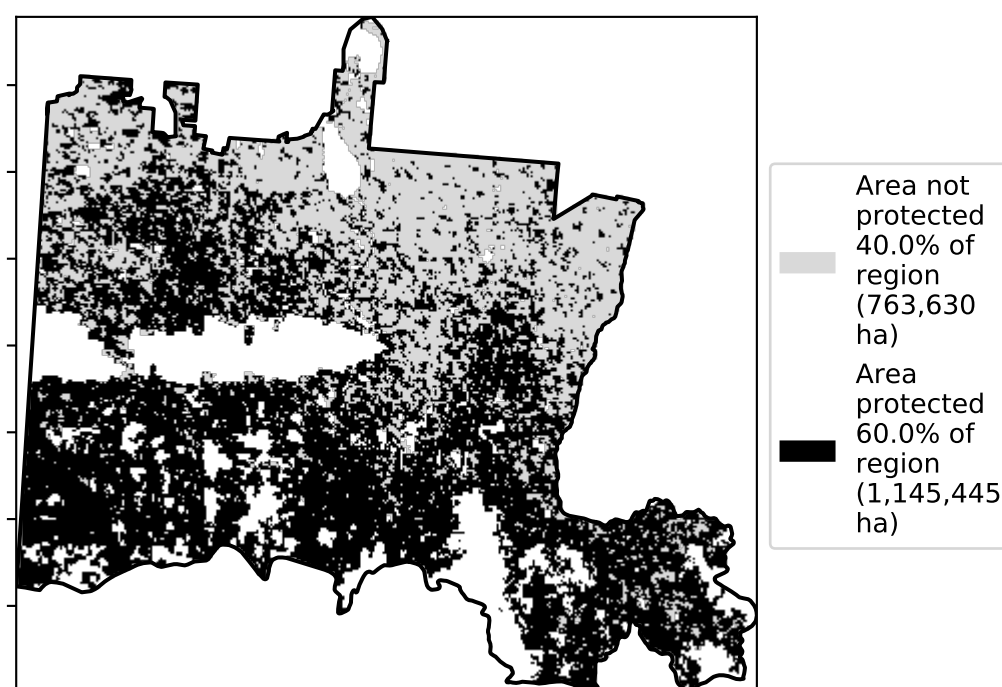 Area not
protected
40.0% of
region
(763,630
ha)
Area
protected
60.0% of
region
(1,145,445
ha)